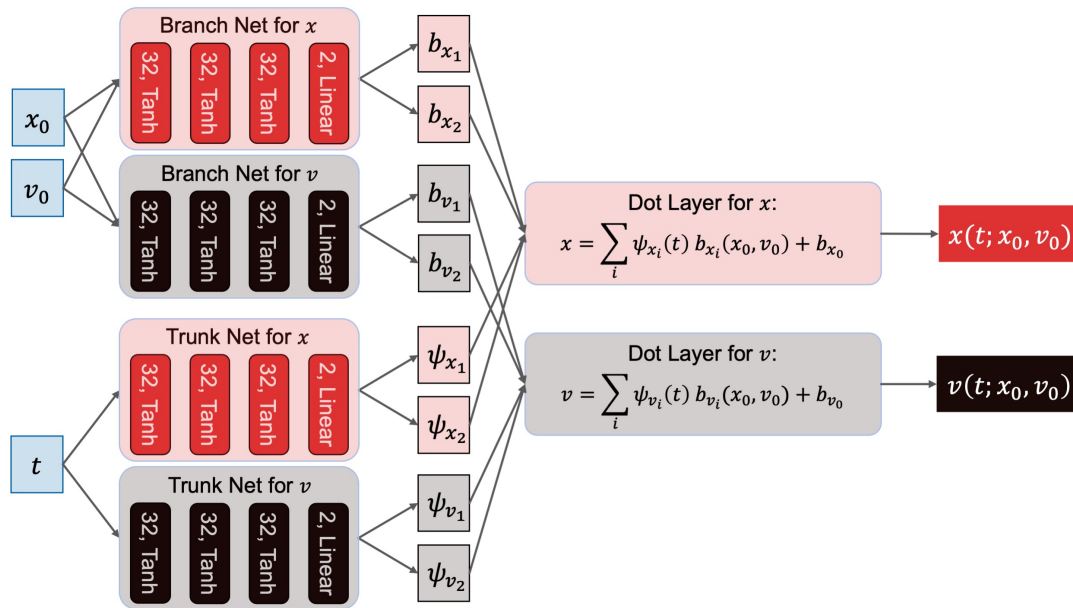 x₀
v₀
t
Branch Net for x
32, Tanh
32, Tanh
32, Tanh
2, Linear
Branch Net for v
32, Tanh
32, Tanh
32, Tanh
2, Linear
Trunk Net for x
32, Tanh
32, Tanh
32, Tanh
2, Linear
Trunk Net for v
32, Tanh
32, Tanh
32, Tanh
2, Linear
b_{x₁}
b_{x₂}
b_{v₁}
b_{v₂}
ψ_{x₁}
ψ_{x₂}
ψ_{v₁}
ψ_{v₂}
Dot Layer for x:
x = ∑_i ψ_{x_i}(t) b_{x_i}(x₀, v₀) + b_{x₀}
Dot Layer for v:
v = ∑_i ψ_{v_i}(t) b_{v_i}(x₀, v₀) + b_{v₀}
x(t; x₀, v₀)
v(t; x₀, v₀)